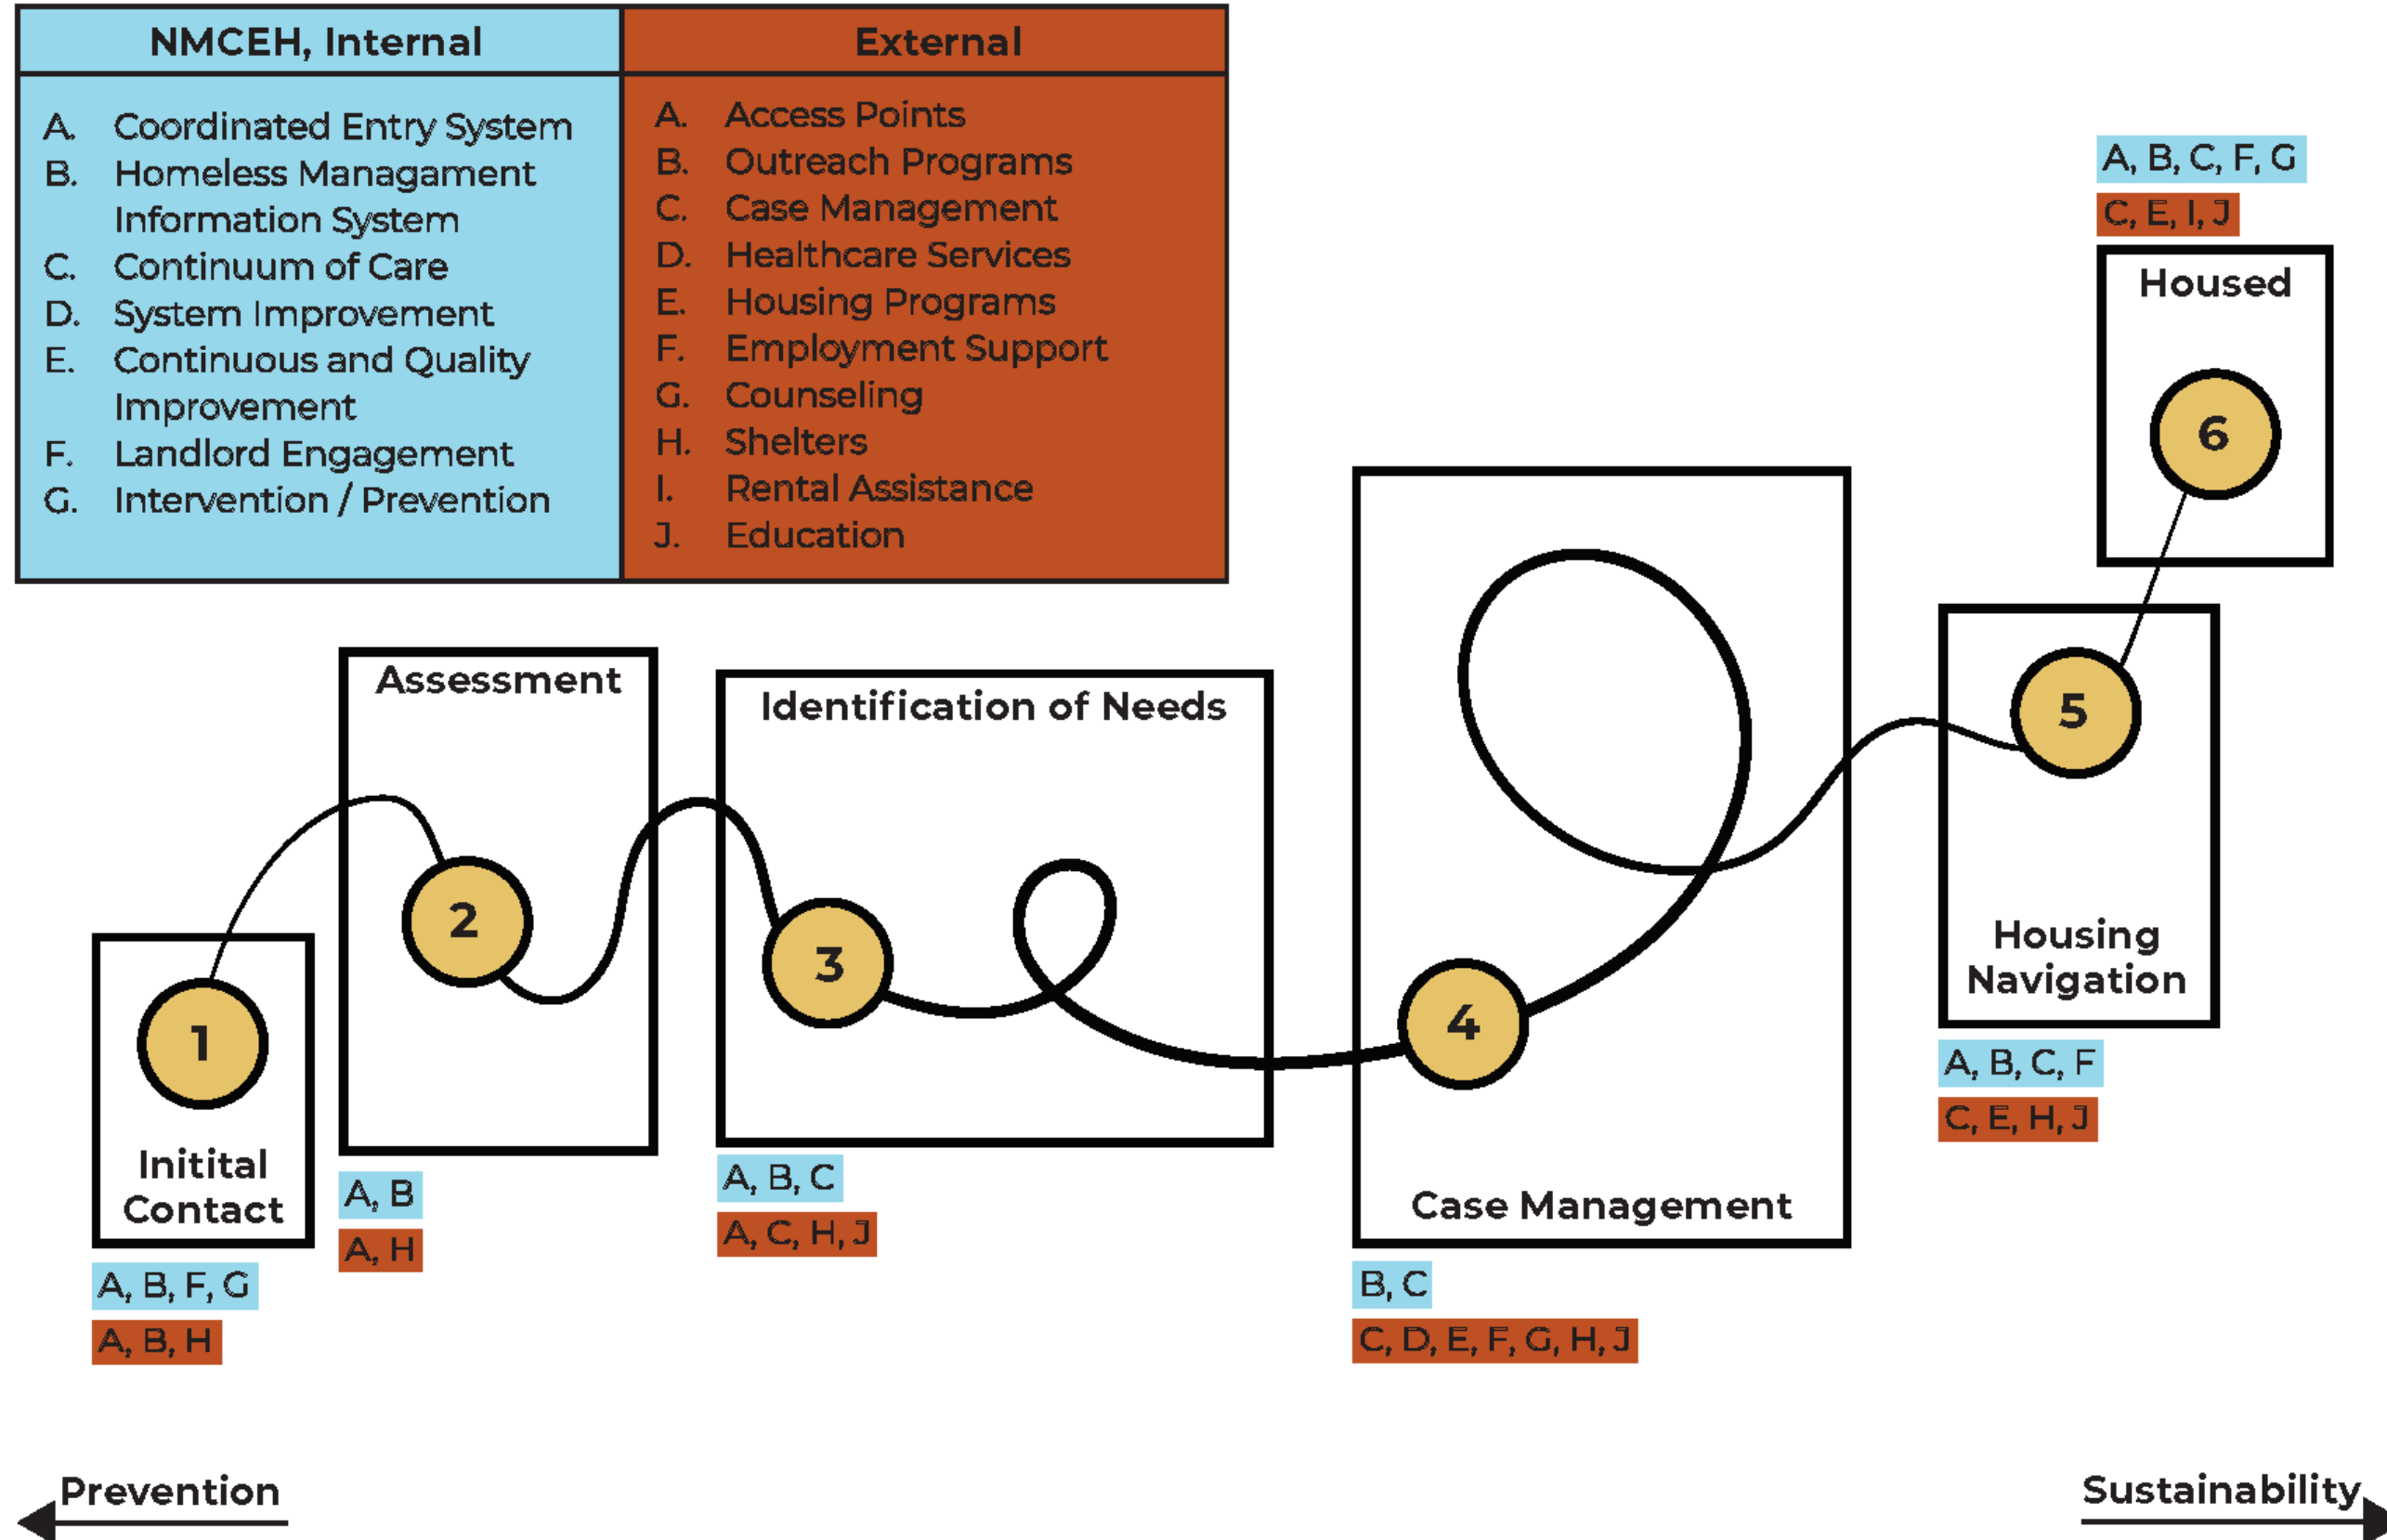 NMCEH, Internal
A. Coordinated Entry System
B. Homeless Managament
Information System
C. Continuum of Care
D. System Improvement
E. Continuous and Quality
Improvement
F. Landlord Engagement
G. Intervention / Prevention
External
A. Access Points
B. Outreach Programs
C. Case Management
D. Healthcare Services
E. Housing Programs
F. Employment Support
G. Counseling
H. Shelters
I. Rental Assistance
J. Education
1
Initital
Contact
A, B, F, G
A, B, H
Assessment
2
A, B
A, H
Identification of Needs
3
A, B, C
A, C, H, J
4
Case Management
B, C
C, D, E, F, G, H, J
5
Housing
Navigation
A, B, C, F
C, E, H, J
A, B, C, F, G
C, E, I, J
Housed
6
Prevention
Sustainability